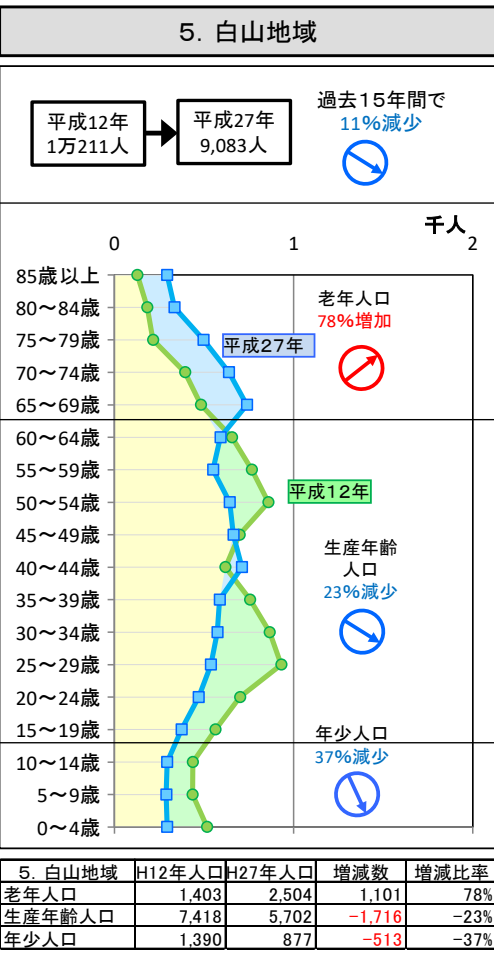 5. 白山地域
平成12年
1万211人
平成27年
9,083人
過去15年間で
11%減少
千人
0 1 2
85歳以上
80～84歳
75～79歳
70～74歳
65～69歳
60～64歳
55～59歳
50～54歳
45～49歳
40～44歳
35～39歳
30～34歳
25～29歳
20～24歳
15～19歳
10～14歳
5～9歳
0～4歳
老年人口
78%増加
平成27年
平成12年
生産年齢
人口
23%減少
年少人口
37%減少
5. 白山地域 H12年人口 H27年人口 増減数 増減比率
老年人口 1,403 2,504 1,101 78%
生産年齢人口 7,418 5,702 -1,716 -23%
年少人口 1,390 877 -513 -37%